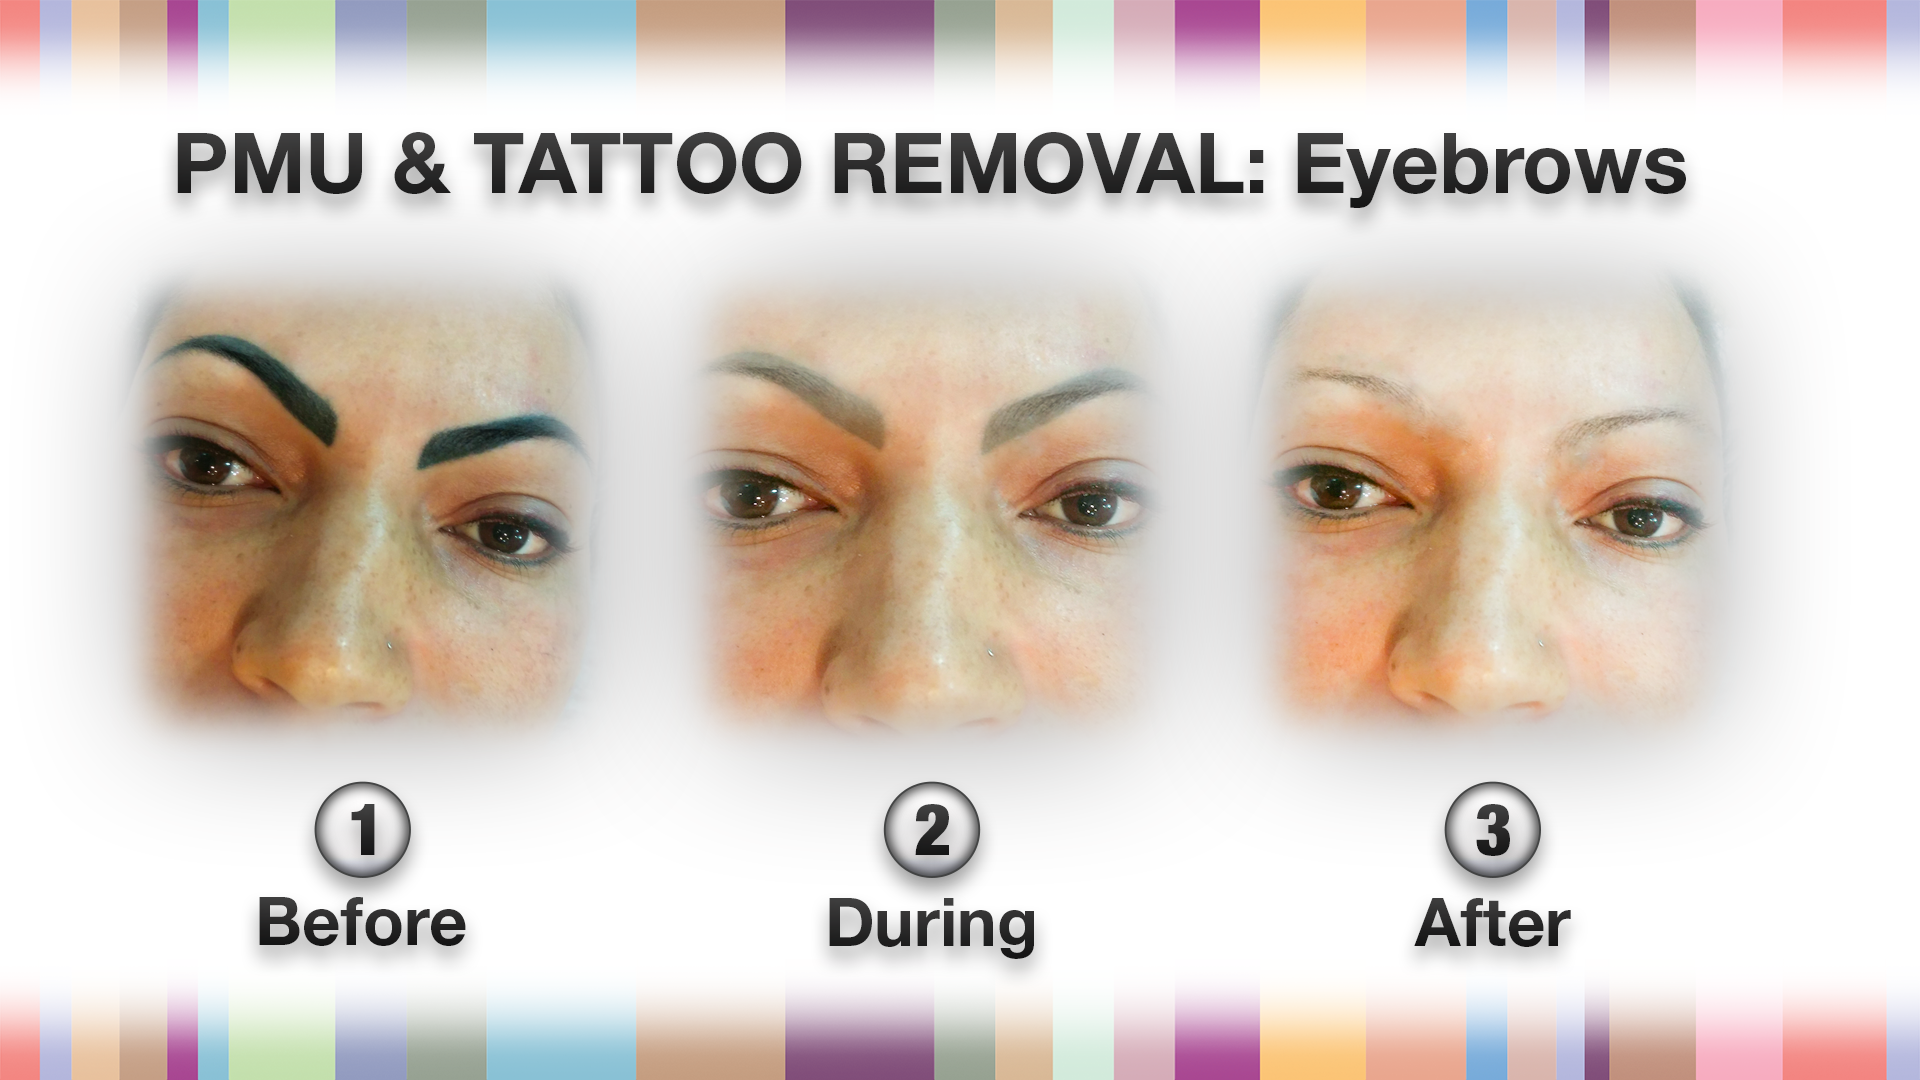 PMU & TATTOO REMOVAL: Eyebrows
1
2
3
Before
During
After